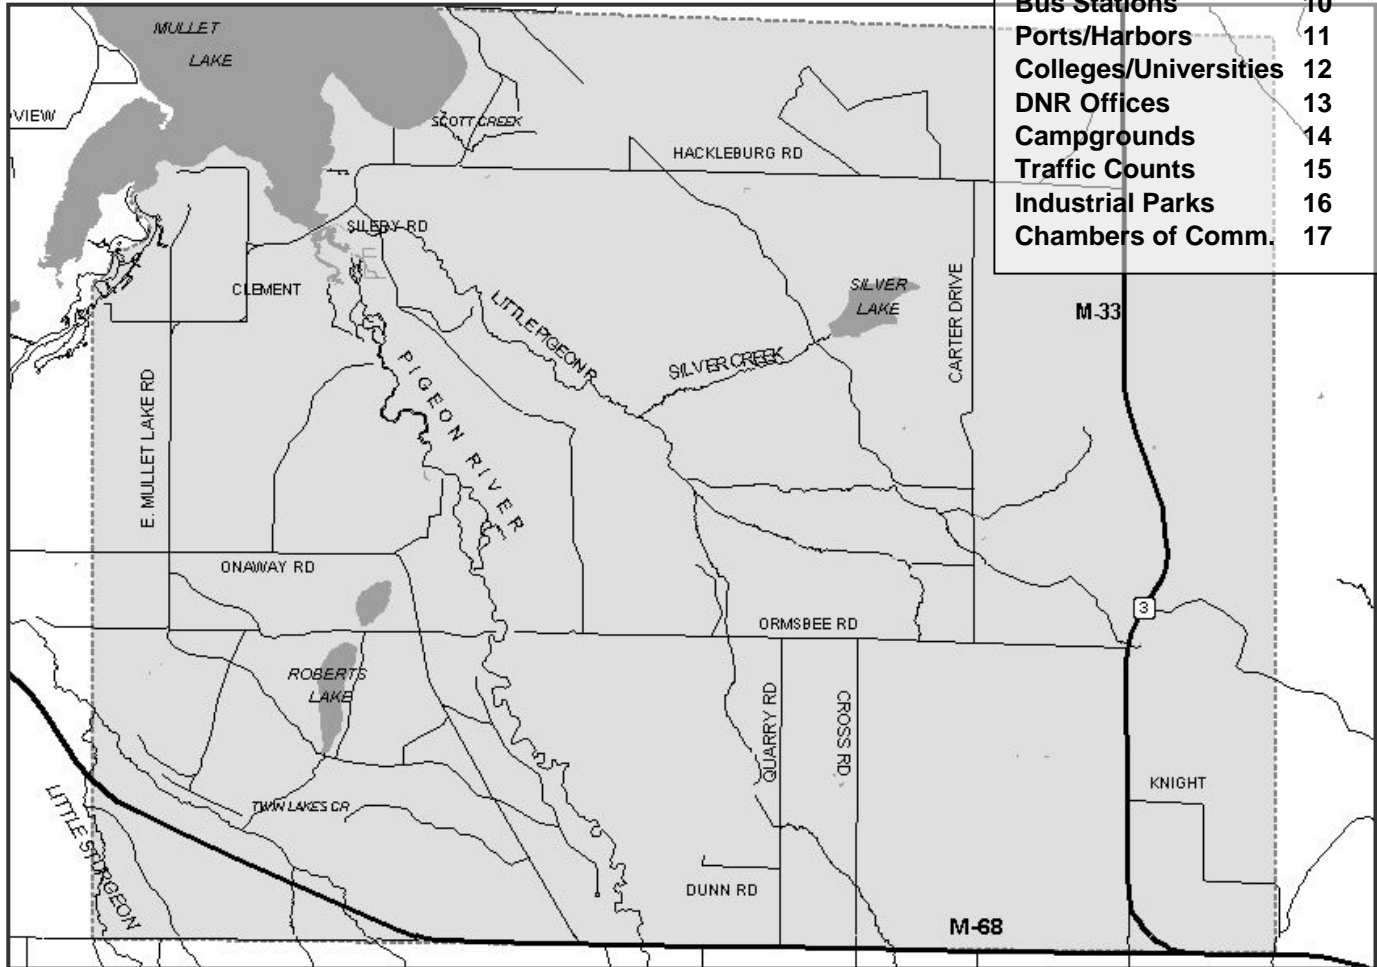 Bus Stations 10
Ports/Harbors 11
Colleges/Universities 12
DNR Offices 13
Campgrounds 14
Traffic Counts 15
Industrial Parks 16
Chambers of Comm. 17
MULLET
LAKE
VIEW
SCOTT CREEK
HACKLEBURG RD
SILERY RD
CLEMENT
LITTLE PIGEON R
SILVER
LAKE
SILVER CREEK
CARTER DRIVE
M-33
PIGEON RIVER
E. MULLET LAKE RD
ONAWAY RD
3
ORMSBEE RD
ROBERTS
LAKE
QUARRY RD
CROSS RD
KNIGHT
TWIN LAKES CR
LITTLE STURGEON
DUNN RD
M-68